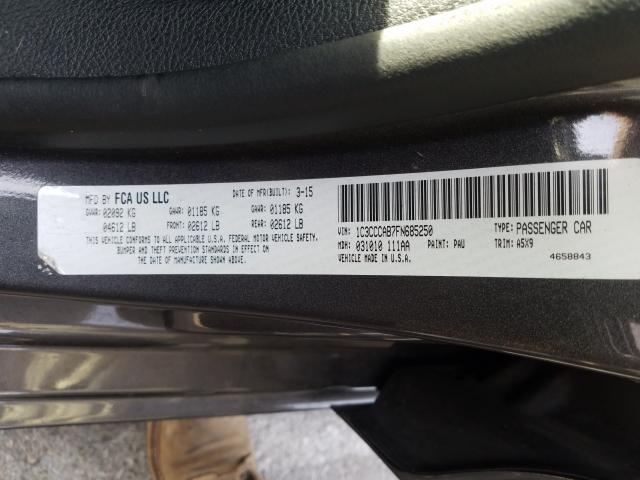 MFD BY FCA US LLC DATE OF MFR(BUILT): 3-15
GVWR: 02092 KG GAWR: 01185 KG GAWR: 01185 KG
04612 LB FRONT: 02612 LB REAR: 02612 LB
THIS VEHICLE CONFORMS TO ALL APPLICABLE U.S.A. FEDERAL MOTOR VEHICLE SAFETY,
BUMPER AND THEFT PREVENTION STANDARDS IN EFFECT ON
THE DATE OF MANUFACTURE SHOWN ABOVE.
VIN: 1C3CCCAB7FN685250 TYPE: PASSENGER CAR
MDH: 031010 111AA PAINT: PAU TRIM: A5X9
VEHICLE MADE IN U.S.A. 4658843